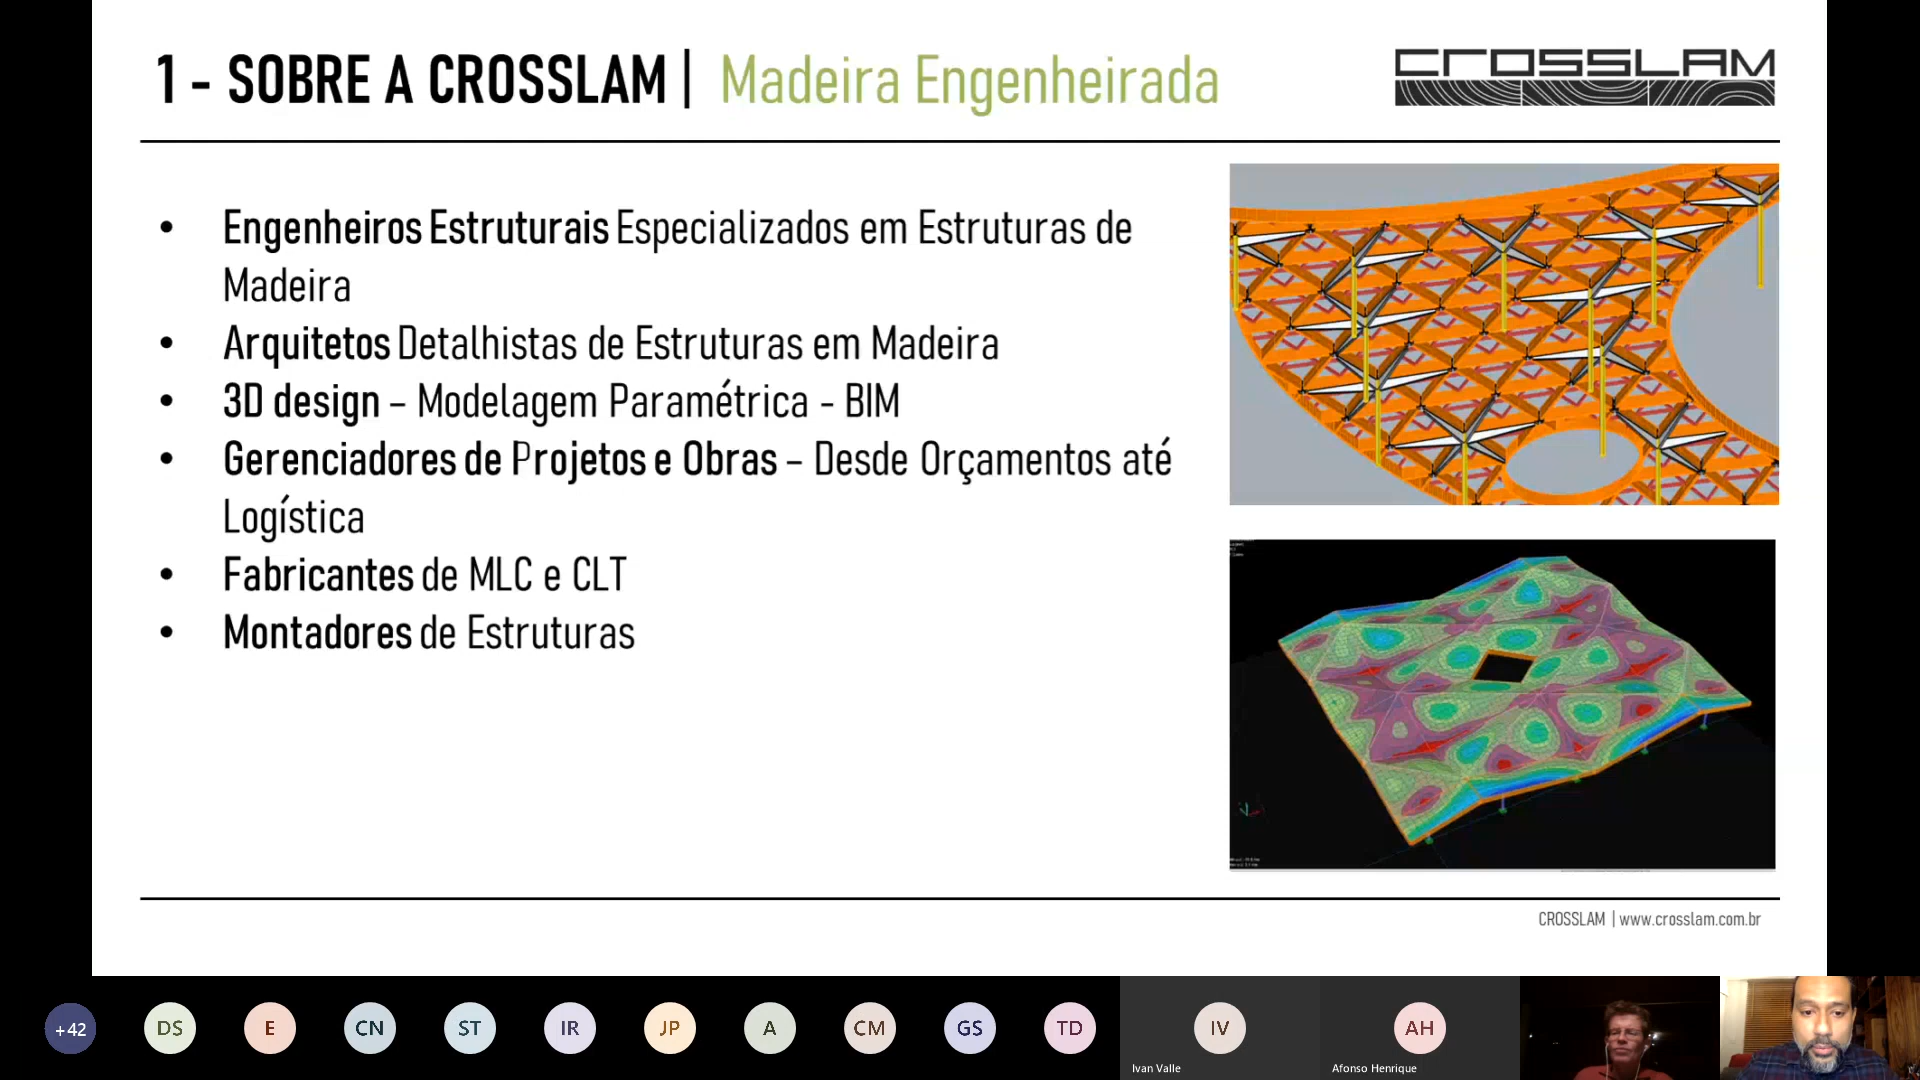 1 - SOBRE A CROSSLAM | Madeira Engenheirada
CROSSLAM
• Engenheiros Estruturais Especializados em Estruturas de
Madeira
• Arquitetos Detalhistas de Estruturas em Madeira
• 3D design – Modelagem Paramétrica - BIM
• Gerenciadores de Projetos e Obras – Desde Orçamentos até
Logística
• Fabricantes de MLC e CLT
• Montadores de Estruturas
CROSSLAM | www.crosslam.com.br
+42 DS E CN ST IR JP A CM GS TD IV AH
Ivan Valle Afonso Henrique